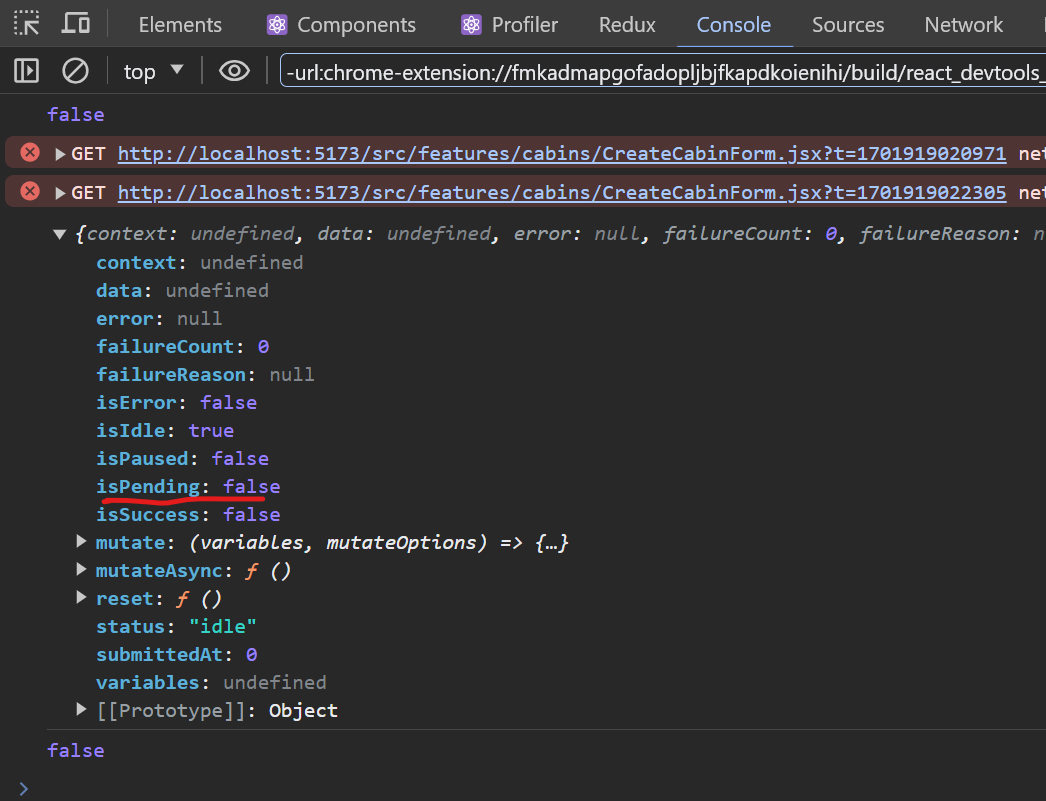 Elements Components Profiler Redux Console Sources Network
top -url:chrome-extension://fmkadmapgofadopljbjfkapdkoienihi/build/react_devtools_
false
GET http://localhost:5173/src/features/cabins/CreateCabinForm.jsx?t=1701919020971 net
GET http://localhost:5173/src/features/cabins/CreateCabinForm.jsx?t=1701919022305 net
{context: undefined, data: undefined, error: null, failureCount: 0, failureReason: n
context: undefined
data: undefined
error: null
failureCount: 0
failureReason: null
isError: false
isIdle: true
isPaused: false
isPending: false
isSuccess: false
mutate: (variables, mutateOptions) => {…}
mutateAsync: ƒ ()
reset: ƒ ()
status: "idle"
submittedAt: 0
variables: undefined
[[Prototype]]: Object
false